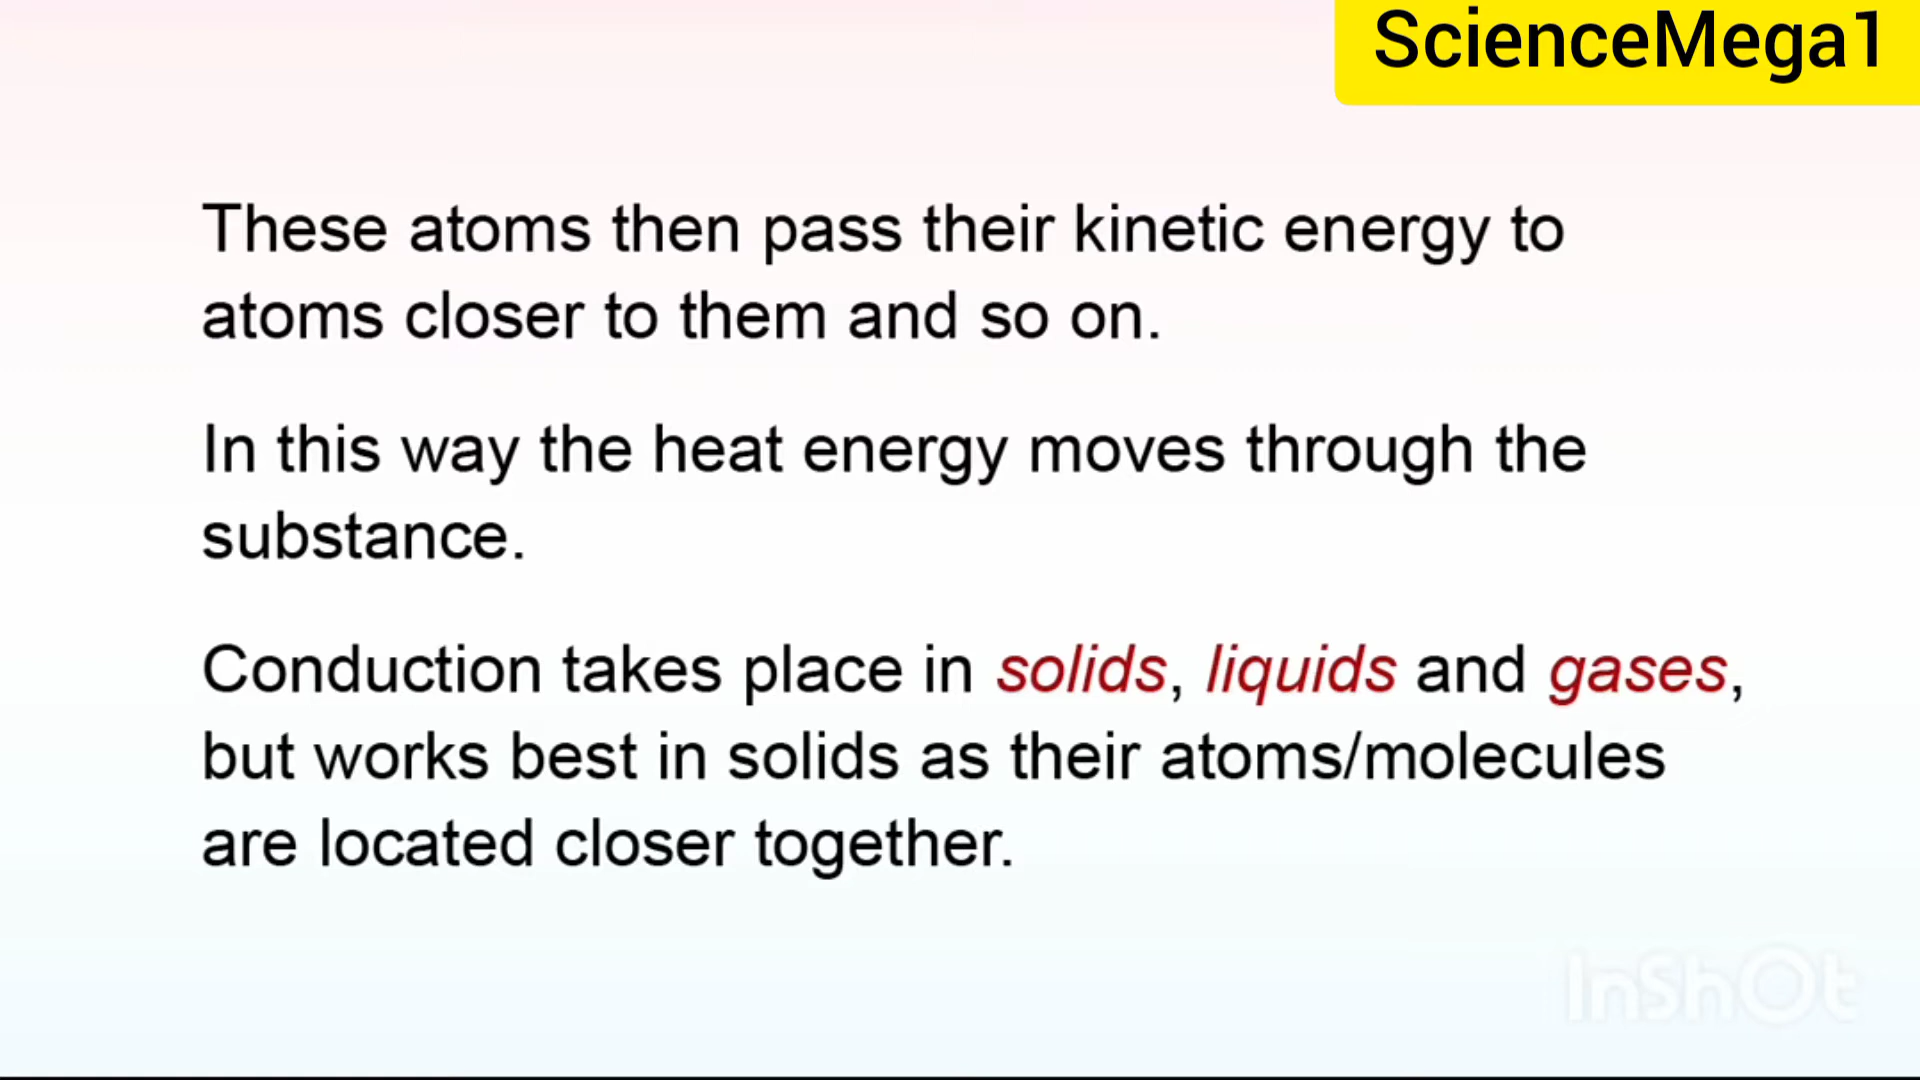 ScienceMega1
These atoms then pass their kinetic energy to
atoms closer to them and so on.
In this way the heat energy moves through the
substance.
Conduction takes place in solids, liquids and gases,
but works best in solids as their atoms/molecules
are located closer together.
InShOt